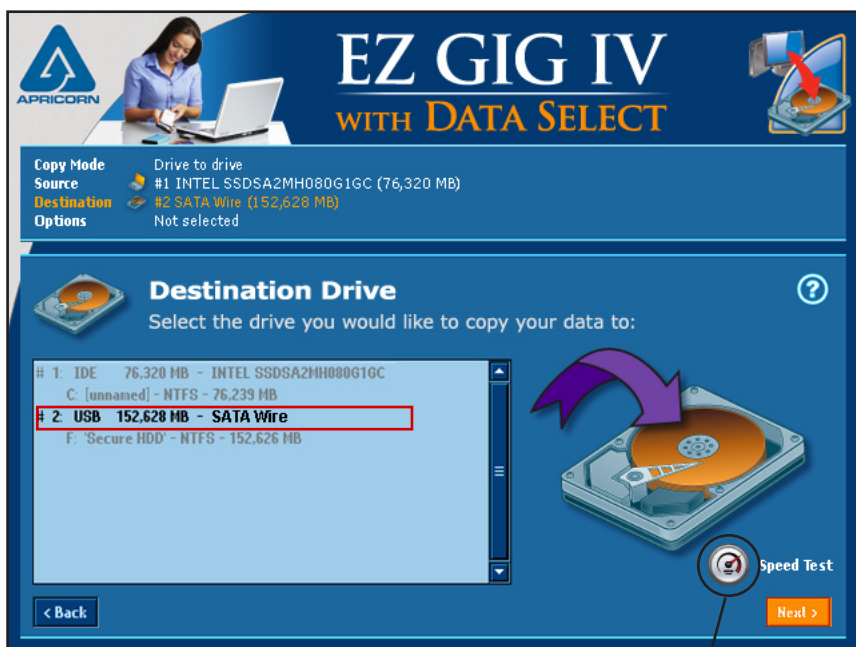 APRICORN
EZ GIG IV
WITH DATA SELECT
Copy Mode Drive to drive
Source #1 INTEL SSDSA2MH080G1GC (76,320 MB)
Destination #2 SATA Wire (152,628 MB)
Options Not selected
Destination Drive
?
Select the drive you would like to copy your data to:
# 1: IDE 76,320 MB - INTEL SSDSA2MH080G1GC
C: [unnamed] - NTFS - 76,239 MB
# 2: USB 152,628 MB - SATA Wire
F: 'Secure HDD' - NTFS - 152,626 MB
Speed Test
< Back
Next >